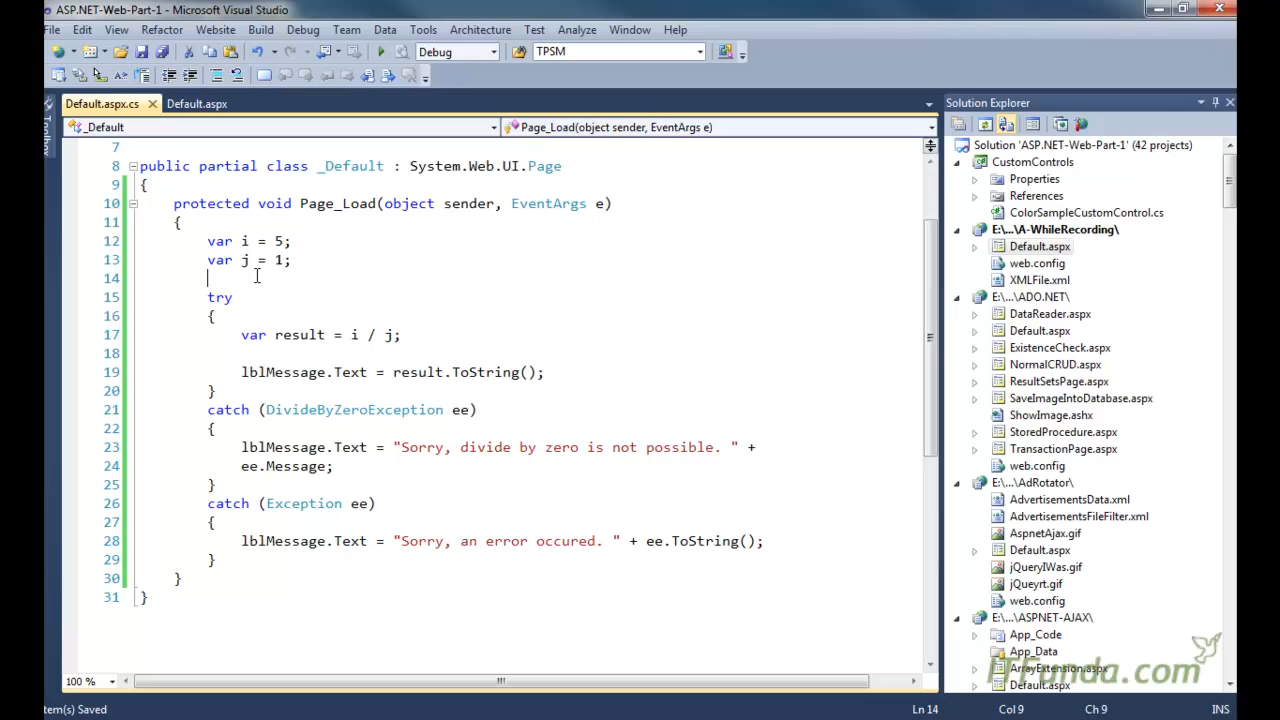 ASP.NET-Web-Part-1 - Microsoft Visual Studio
File Edit View Refactor Website Build Debug Team Data Tools Architecture Test Analyze Window Help
Debug TPSM
Default.aspx.cs Default.aspx Solution Explorer
Toolbox
_Default Page_Load(object sender, EventArgs e)
7
8 public partial class _Default : System.Web.UI.Page
9 {
10 protected void Page_Load(object sender, EventArgs e)
11 {
12 var i = 5;
13 var j = 1;
14
15 try
16 {
17 var result = i / j;
18
19 lblMessage.Text = result.ToString();
20 }
21 catch (DivideByZeroException ee)
22 {
23 lblMessage.Text = "Sorry, divide by zero is not possible. " +
24 ee.Message;
25 }
26 catch (Exception ee)
27 {
28 lblMessage.Text = "Sorry, an error occured. " + ee.ToString();
29 }
30 }
31 }
Solution 'ASP.NET-Web-Part-1' (42 projects)
CustomControls
Properties
References
ColorSampleCustomControl.cs
E:\...\A-WhileRecording\
Default.aspx
web.config
XMLFile.xml
E:\...\ADO.NET\
DataReader.aspx
Default.aspx
ExistenceCheck.aspx
NormalCRUD.aspx
ResultSetsPage.aspx
SaveImageIntoDatabase.aspx
ShowImage.ashx
StoredProcedure.aspx
TransactionPage.aspx
web.config
E:\...\AdRotator\
AdvertisementsData.xml
AdvertisementsFileFilter.xml
AspnetAjax.gif
Default.aspx
jQueryIWas.gif
jQueyrt.gif
web.config
E:\...\ASPNET-AJAX\
App_Code
App_Data
ArrayExtension.aspx
Default.aspx
ITFunda.com
100 %
tem(s) Saved Ln 14 Col 9 Ch 9 INS